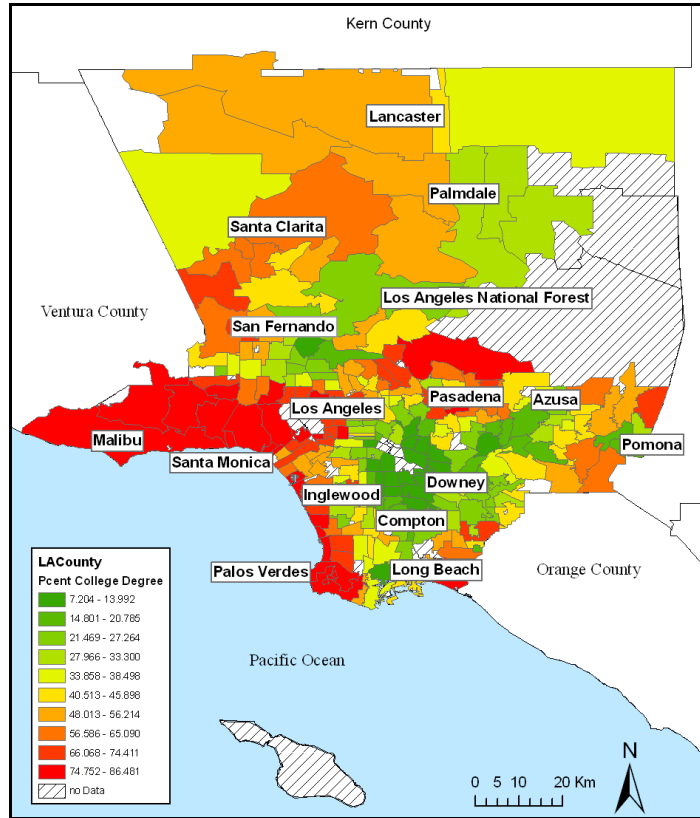 Kern County
Lancaster
Palmdale
Santa Clarita
Los Angeles National Forest
Ventura County
San Fernando
Pasadena
Azusa
Los Angeles
Malibu
Pomona
Santa Monica
Downey
Inglewood
Compton
Palos Verdes
Long Beach
Orange County
Pacific Ocean
LACounty
Pcent College Degree
7.204 - 13.992
14.801 - 20.785
21.469 - 27.264
27.966 - 33.300
33.858 - 38.498
40.513 - 45.898
48.013 - 56.214
56.586 - 65.090
66.068 - 74.411
74.752 - 86.481
no Data
N
0 5 10 20 Km